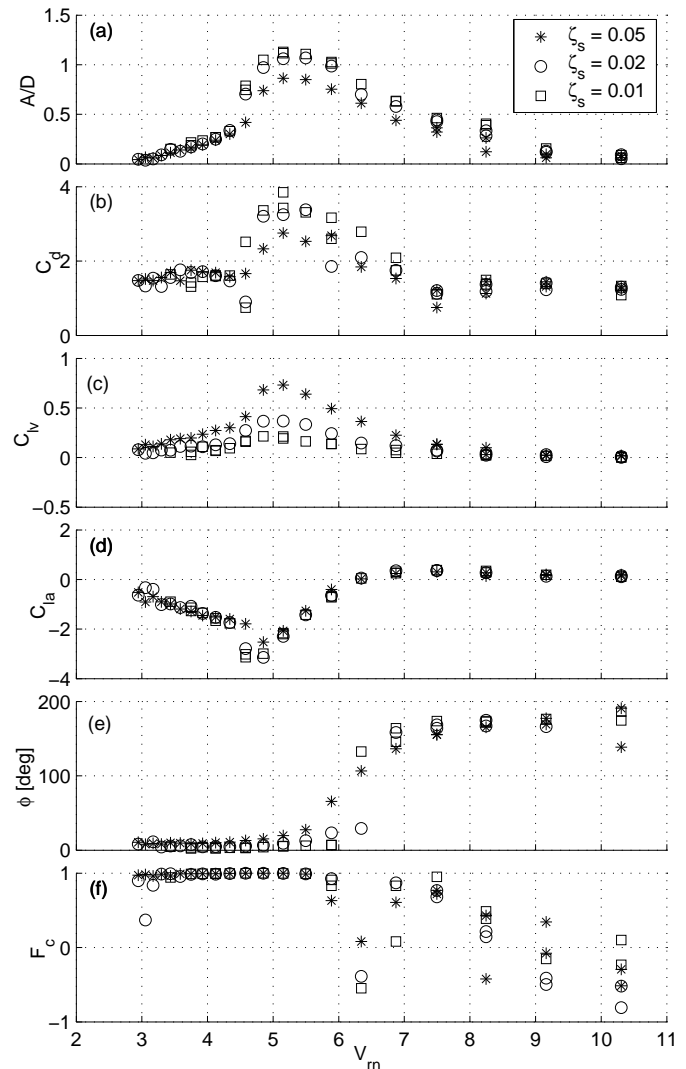 (a)
A/D
1.5
1
0.5
0
ζs = 0.05
ζs = 0.02
ζs = 0.01
(b)
Cd
4
2
0
(c)
Clv
1
0.5
0
−0.5
(d)
Cla
2
0
−2
−4
(e)
φ [deg]
200
100
0
(f)
Fc
1
0
−1
2 3 4 5 6 7 8 9 10 11
Vrn